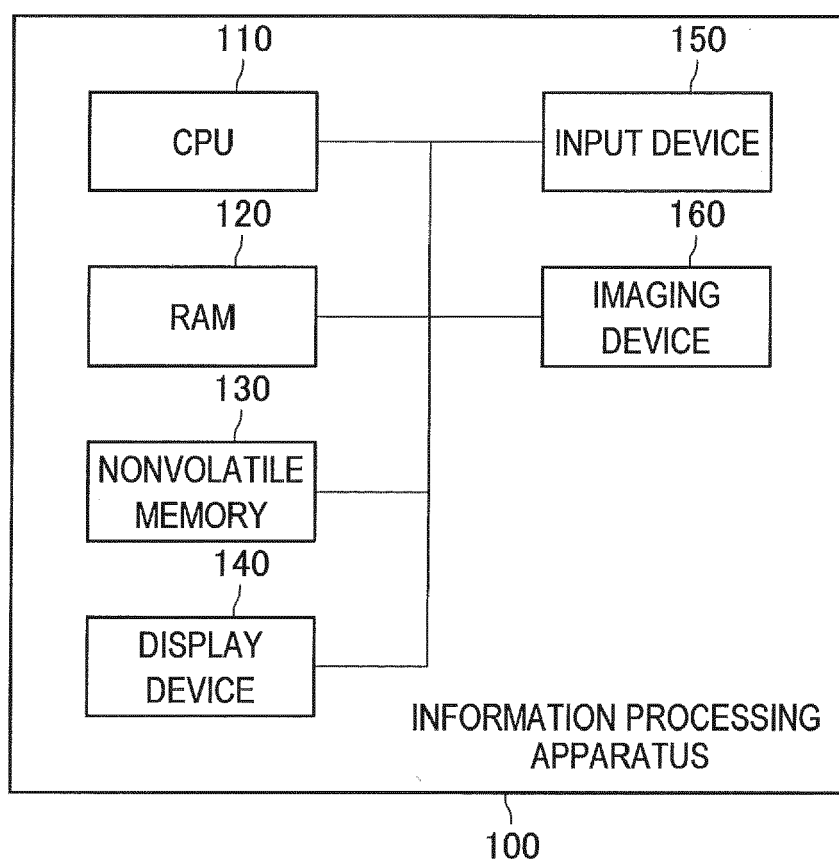 110
CPU
150
INPUT DEVICE
120
RAM
160
IMAGING
DEVICE
130
NONVOLATILE
MEMORY
140
DISPLAY
DEVICE
INFORMATION PROCESSING
APPARATUS
100